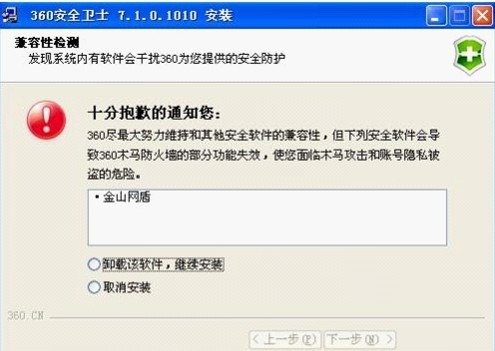 360安全卫士 7.1.0.1010 安装
兼容性检测
发现系统内有软件会干扰360为您提供的安全防护
十分抱歉的通知您:
360尽最大努力维持和其他安全软件的兼容性,但下列安全软件会导
致360木马防火墙的部分功能失效,使您面临木马攻击和账号隐私被
盗的危险。
·金山网盾
卸载该软件,继续安装
取消安装
360.CN
<上一步(P) 下一步(N)>